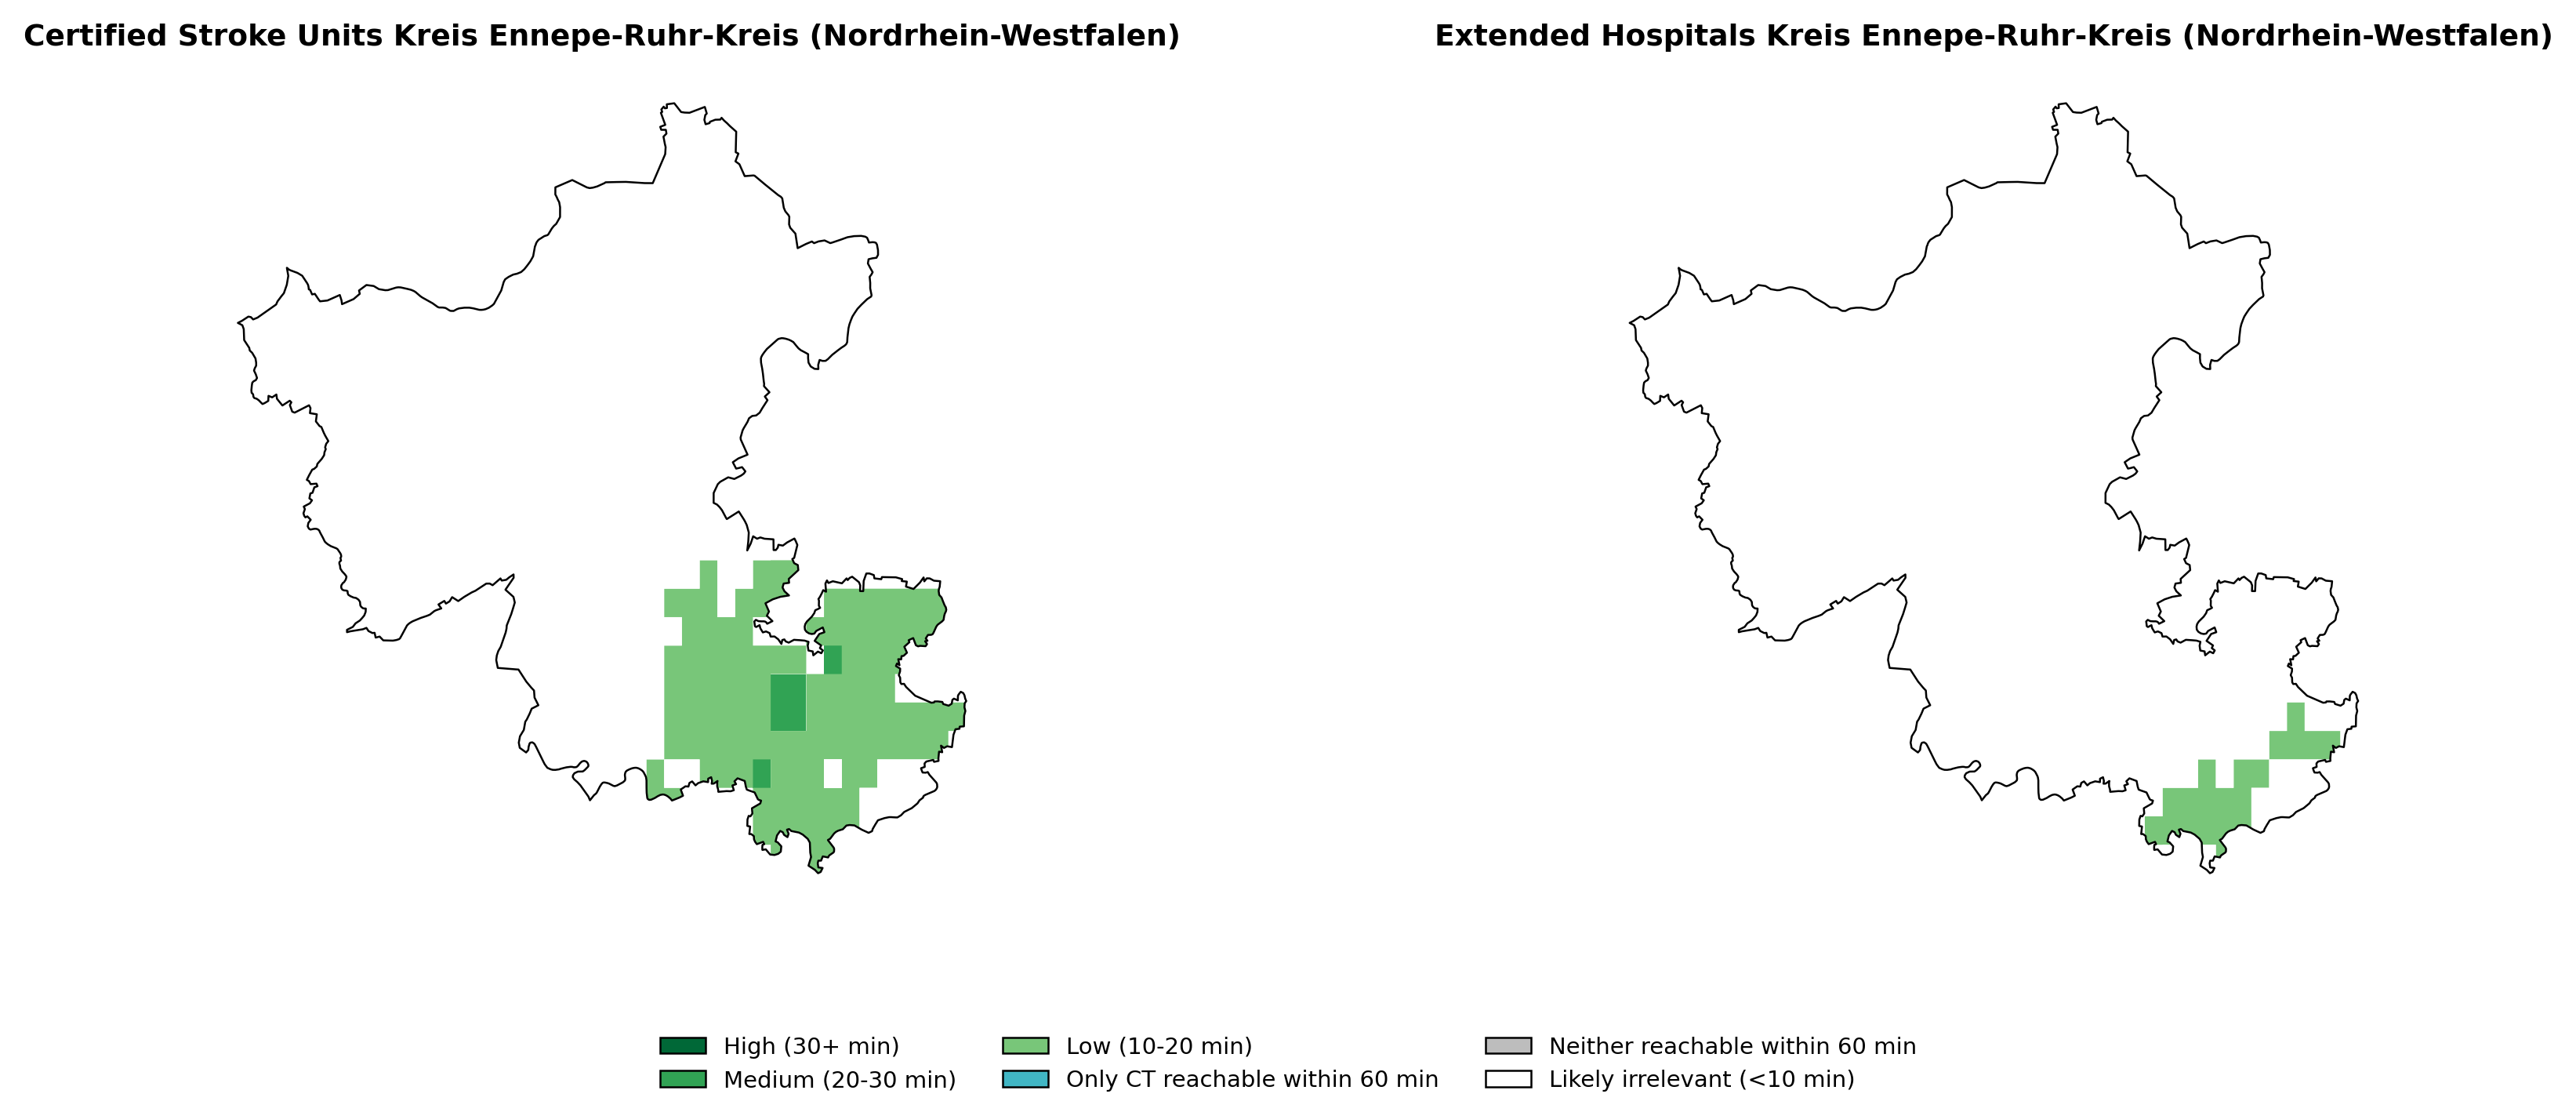 Certified Stroke Units Kreis Ennepe-Ruhr-Kreis (Nordrhein-Westfalen)
Extended Hospitals Kreis Ennepe-Ruhr-Kreis (Nordrhein-Westfalen)
High (30+ min)
Medium (20-30 min)
Low (10-20 min)
Only CT reachable within 60 min
Neither reachable within 60 min
Likely irrelevant (<10 min)